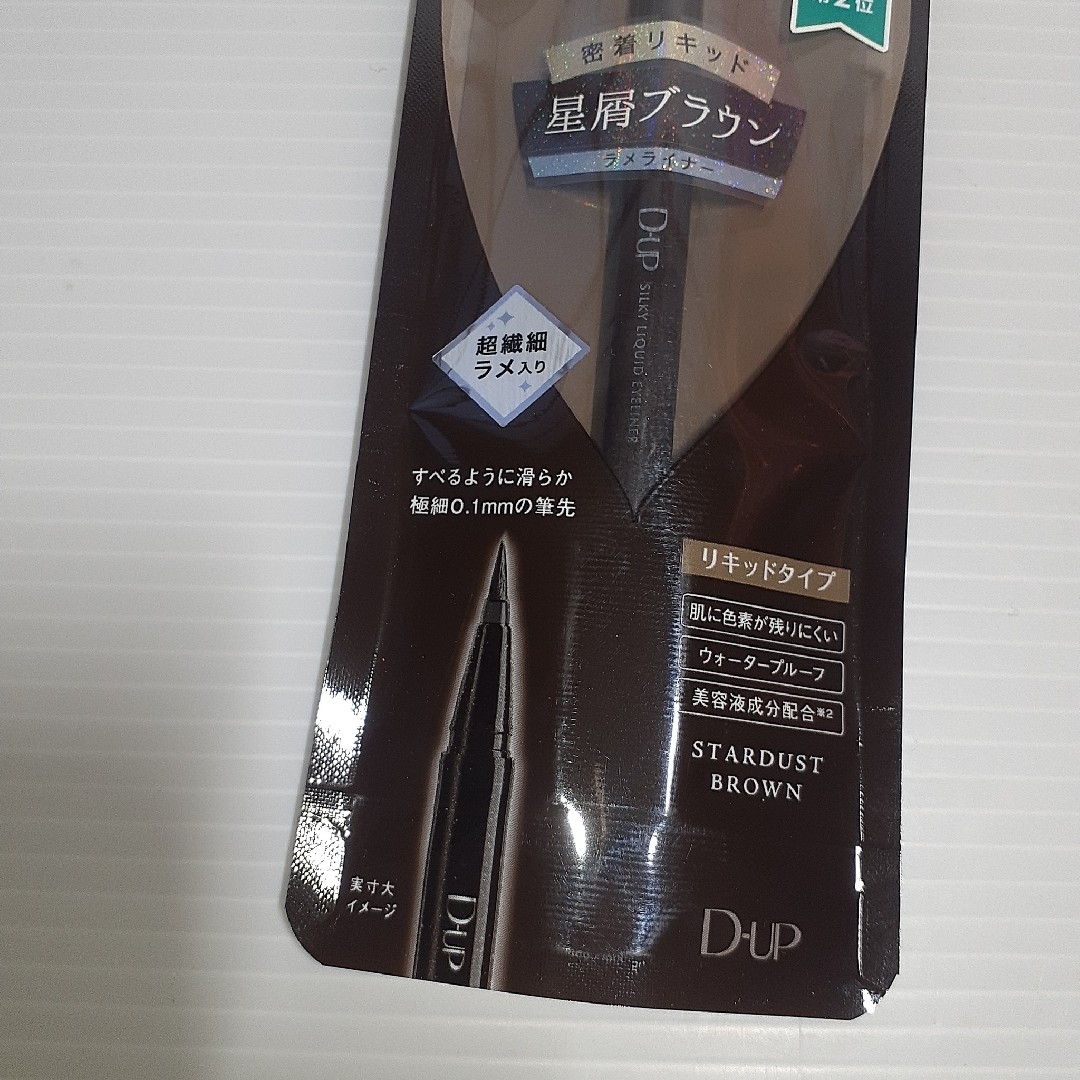 第2位
密着リキッド
星屑ブラウン
ラメライナー
D-UP SILKY LIQUID EYELINER
超繊細
ラメ入り
すべるように滑らか
極細0.1mmの筆先
リキッドタイプ
肌に色素が残りにくい
ウォータープルーフ
美容液成分配合※2
STARDUST
BROWN
実寸大
イメージ
D-UP
D-UP